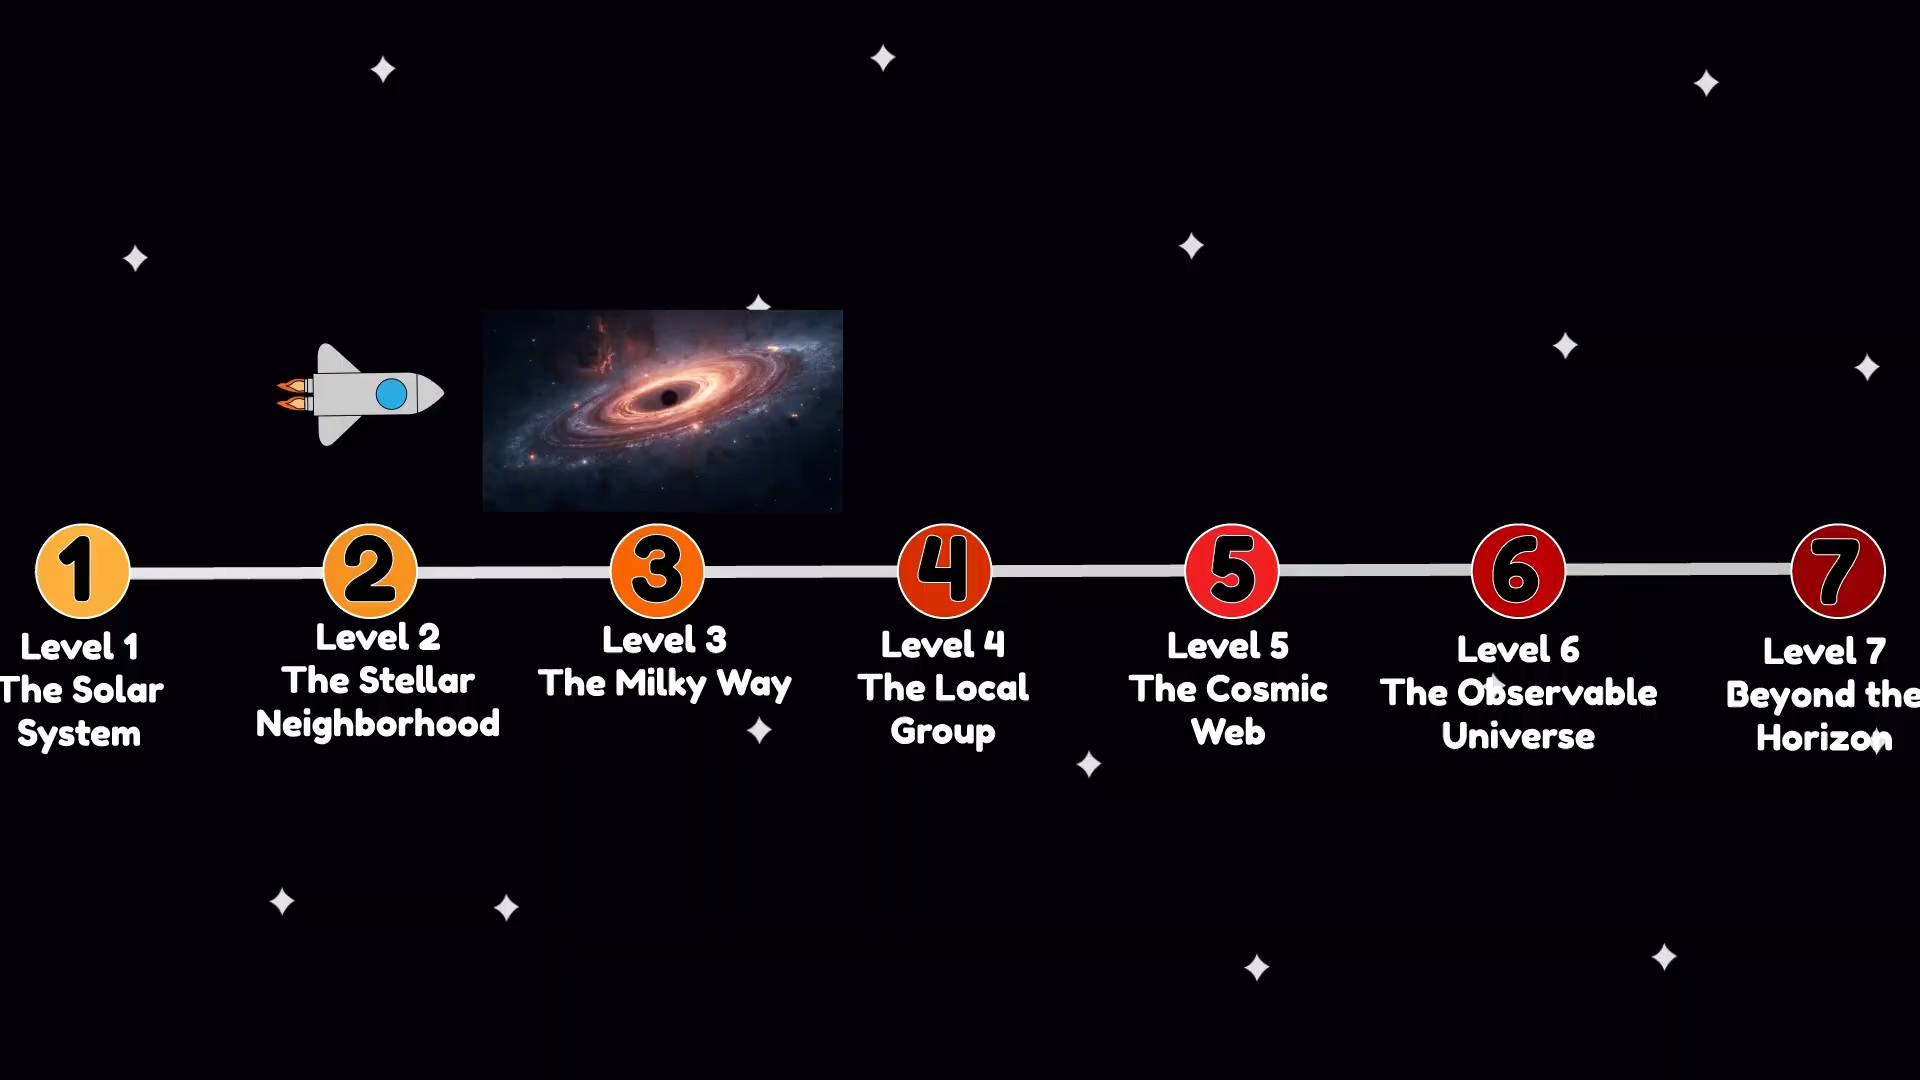 1
2
3
4
5
6
7
Level 1
The Solar
System
Level 2
The Stellar
Neighborhood
Level 3
The Milky Way
Level 4
The Local
Group
Level 5
The Cosmic
Web
Level 6
The Observable
Universe
Level 7
Beyond the
Horizon